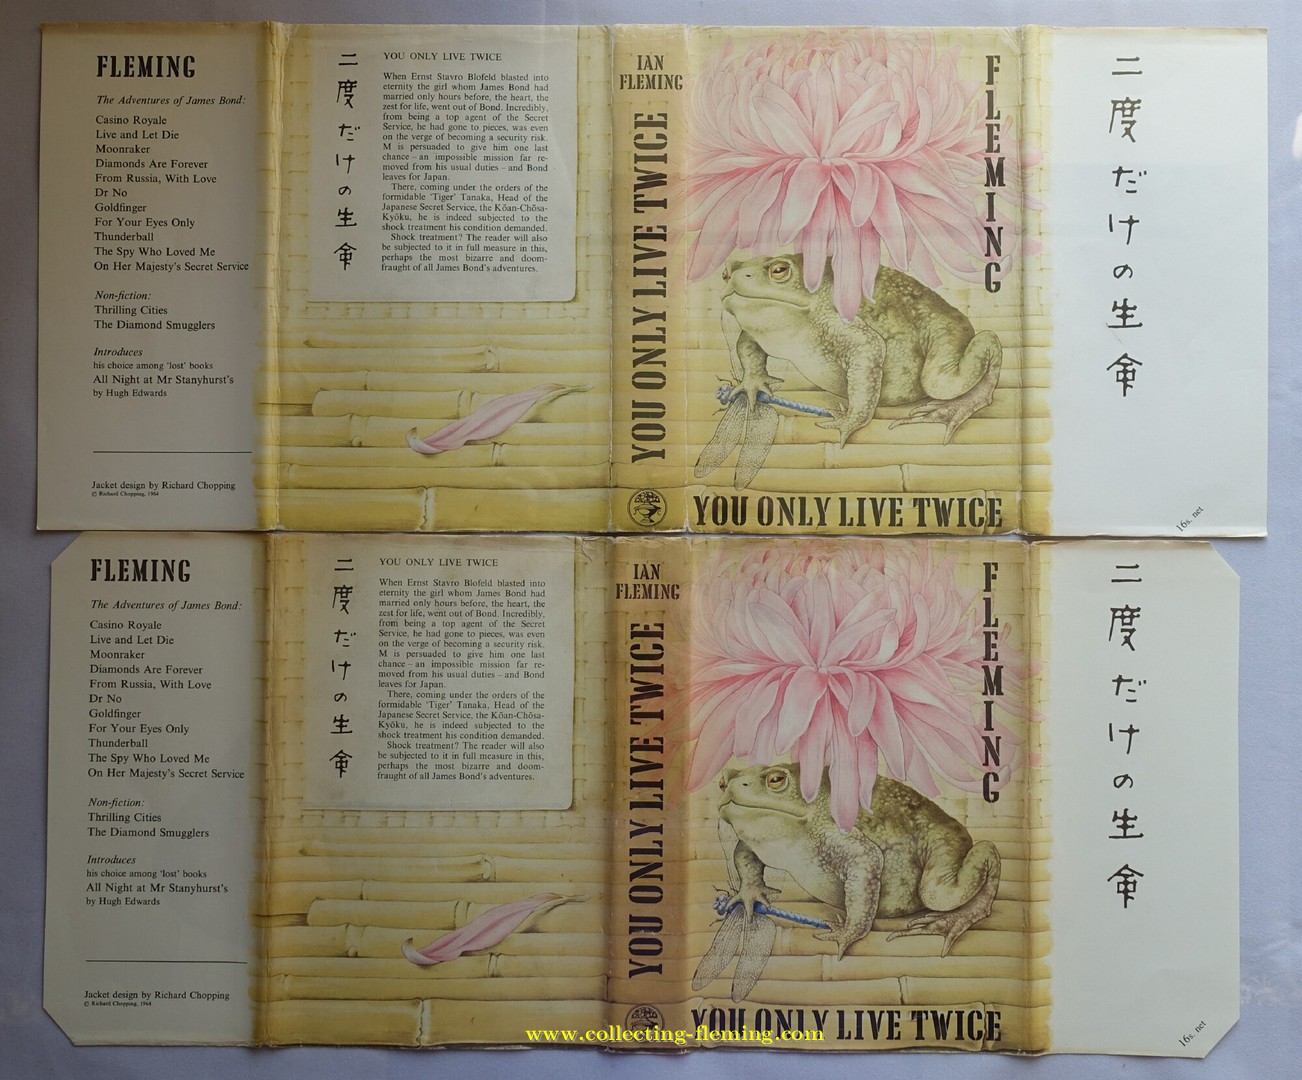 FLEMING
The Adventures of James Bond:
Casino Royale
Live and Let Die
Moonraker
Diamonds Are Forever
From Russia, With Love
Dr No
Goldfinger
For Your Eyes Only
Thunderball
The Spy Who Loved Me
On Her Majesty's Secret Service
Non-fiction:
Thrilling Cities
The Diamond Smugglers
Introduces
his choice among 'lost' books
All Night at Mr Stanyhurst's
by Hugh Edwards
Jacket design by Richard Chopping
© Richard Chopping, 1964
二度だけの生命
YOU ONLY LIVE TWICE
When Ernst Stavro Blofeld blasted into
eternity the girl whom James Bond had
married only hours before, the heart, the
zest for life, went out of Bond. Incredibly,
from being a top agent of the Secret
Service, he had gone to pieces, was even
on the verge of becoming a security risk.
M is persuaded to give him one last
chance – an impossible mission far re-
moved from his usual duties – and Bond
leaves for Japan.
There, coming under the orders of the
formidable 'Tiger' Tanaka, Head of the
Japanese Secret Service, the Kōan-Chōsa-
Kyōku, he is indeed subjected to the
shock treatment his condition demanded.
Shock treatment? The reader will also
be subjected to it in full measure in this,
perhaps the most bizarre and doom-
fraught of all James Bond's adventures.
IAN
FLEMING
YOU ONLY LIVE TWICE
FLEMING
YOU ONLY LIVE TWICE
二度だけの生命
16s. net
FLEMING
The Adventures of James Bond:
Casino Royale
Live and Let Die
Moonraker
Diamonds Are Forever
From Russia, With Love
Dr No
Goldfinger
For Your Eyes Only
Thunderball
The Spy Who Loved Me
On Her Majesty's Secret Service
Non-fiction:
Thrilling Cities
The Diamond Smugglers
Introduces
his choice among 'lost' books
All Night at Mr Stanyhurst's
by Hugh Edwards
Jacket design by Richard Chopping
© Richard Chopping, 1964
二度だけの生命
YOU ONLY LIVE TWICE
When Ernst Stavro Blofeld blasted into
eternity the girl whom James Bond had
married only hours before, the heart, the
zest for life, went out of Bond. Incredibly,
from being a top agent of the Secret
Service, he had gone to pieces, was even
on the verge of becoming a security risk.
M is persuaded to give him one last
chance – an impossible mission far re-
moved from his usual duties – and Bond
leaves for Japan.
There, coming under the orders of the
formidable 'Tiger' Tanaka, Head of the
Japanese Secret Service, the Kōan-Chōsa-
Kyōku, he is indeed subjected to the
shock treatment his condition demanded.
Shock treatment? The reader will also
be subjected to it in full measure in this,
perhaps the most bizarre and doom-
fraught of all James Bond's adventures.
IAN
FLEMING
YOU ONLY LIVE TWICE
FLEMING
YOU ONLY LIVE TWICE
二度だけの生命
16s. net
www.collecting-fleming.com